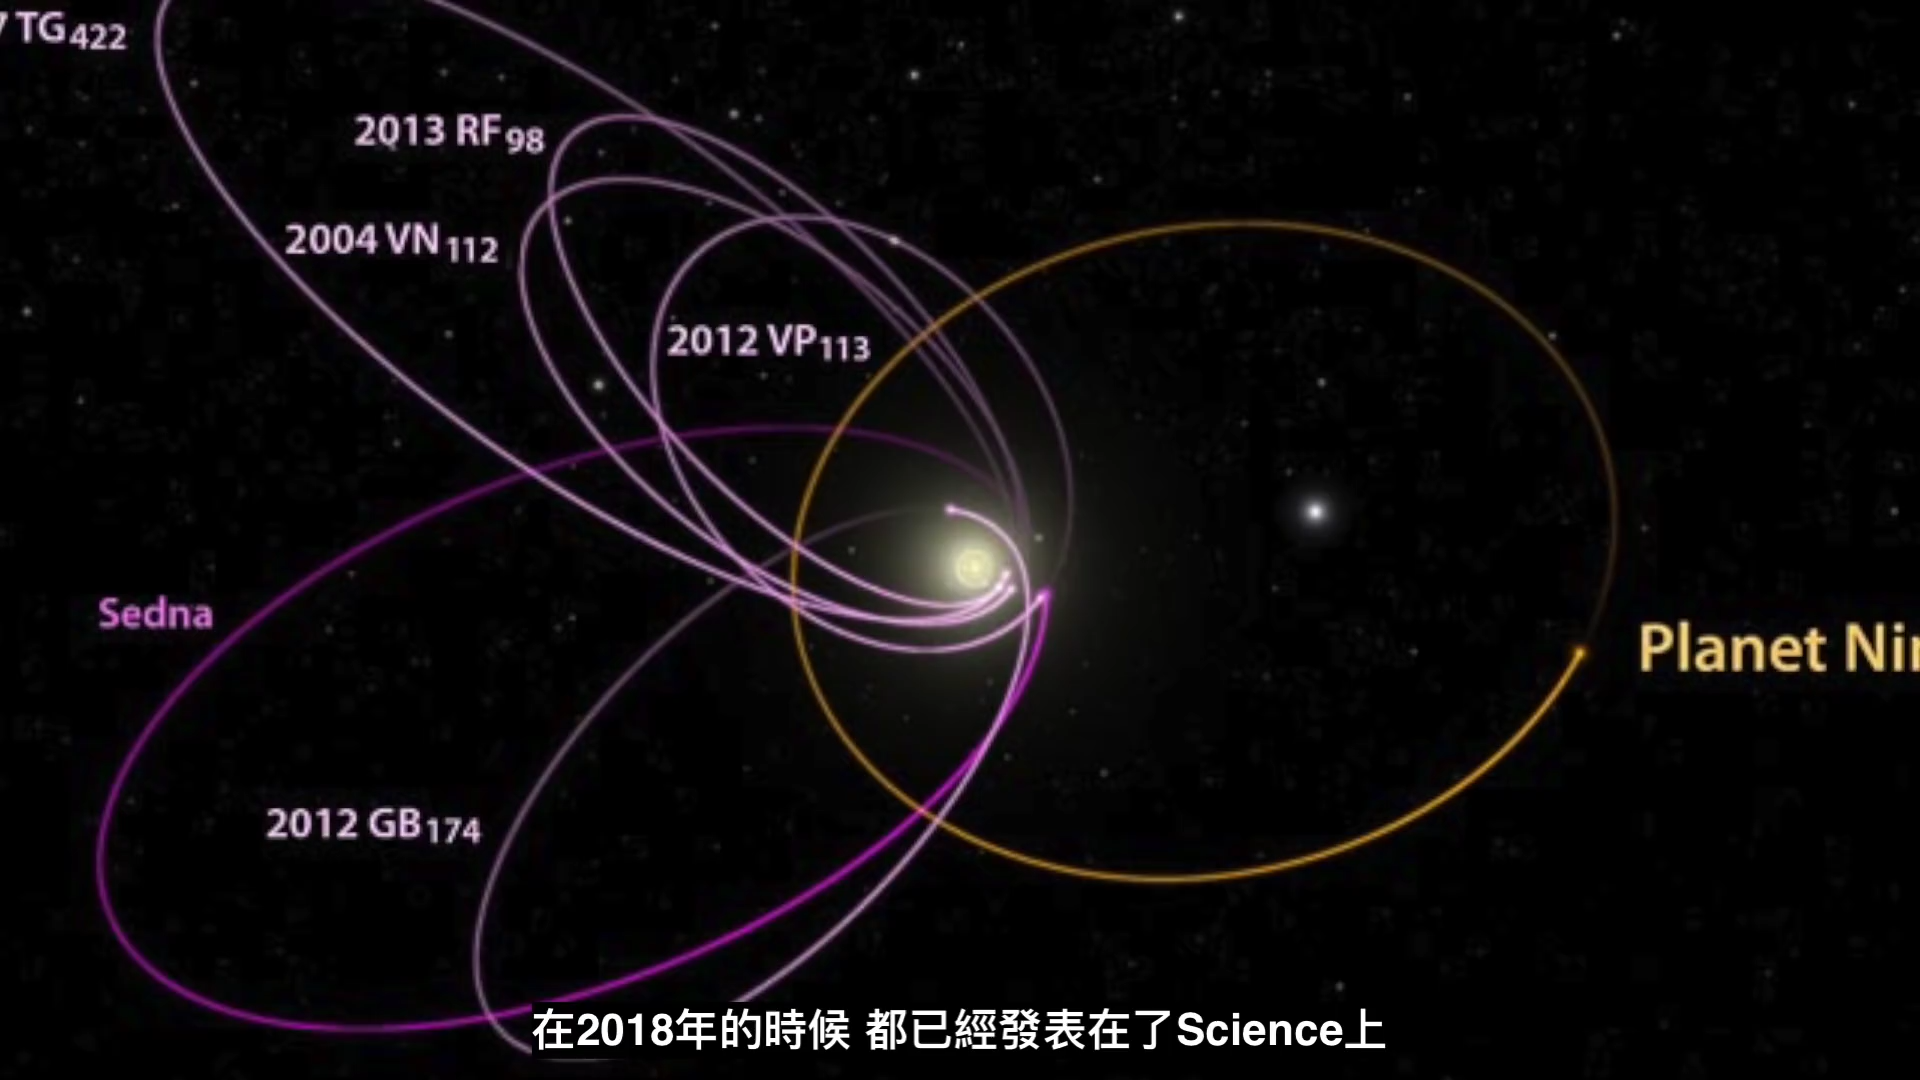 TG422
2013 RF98
2004 VN112
2012 VP113
Sedna
Planet Nin
2012 GB174
在2018年的時候 都已經發表在了Science上